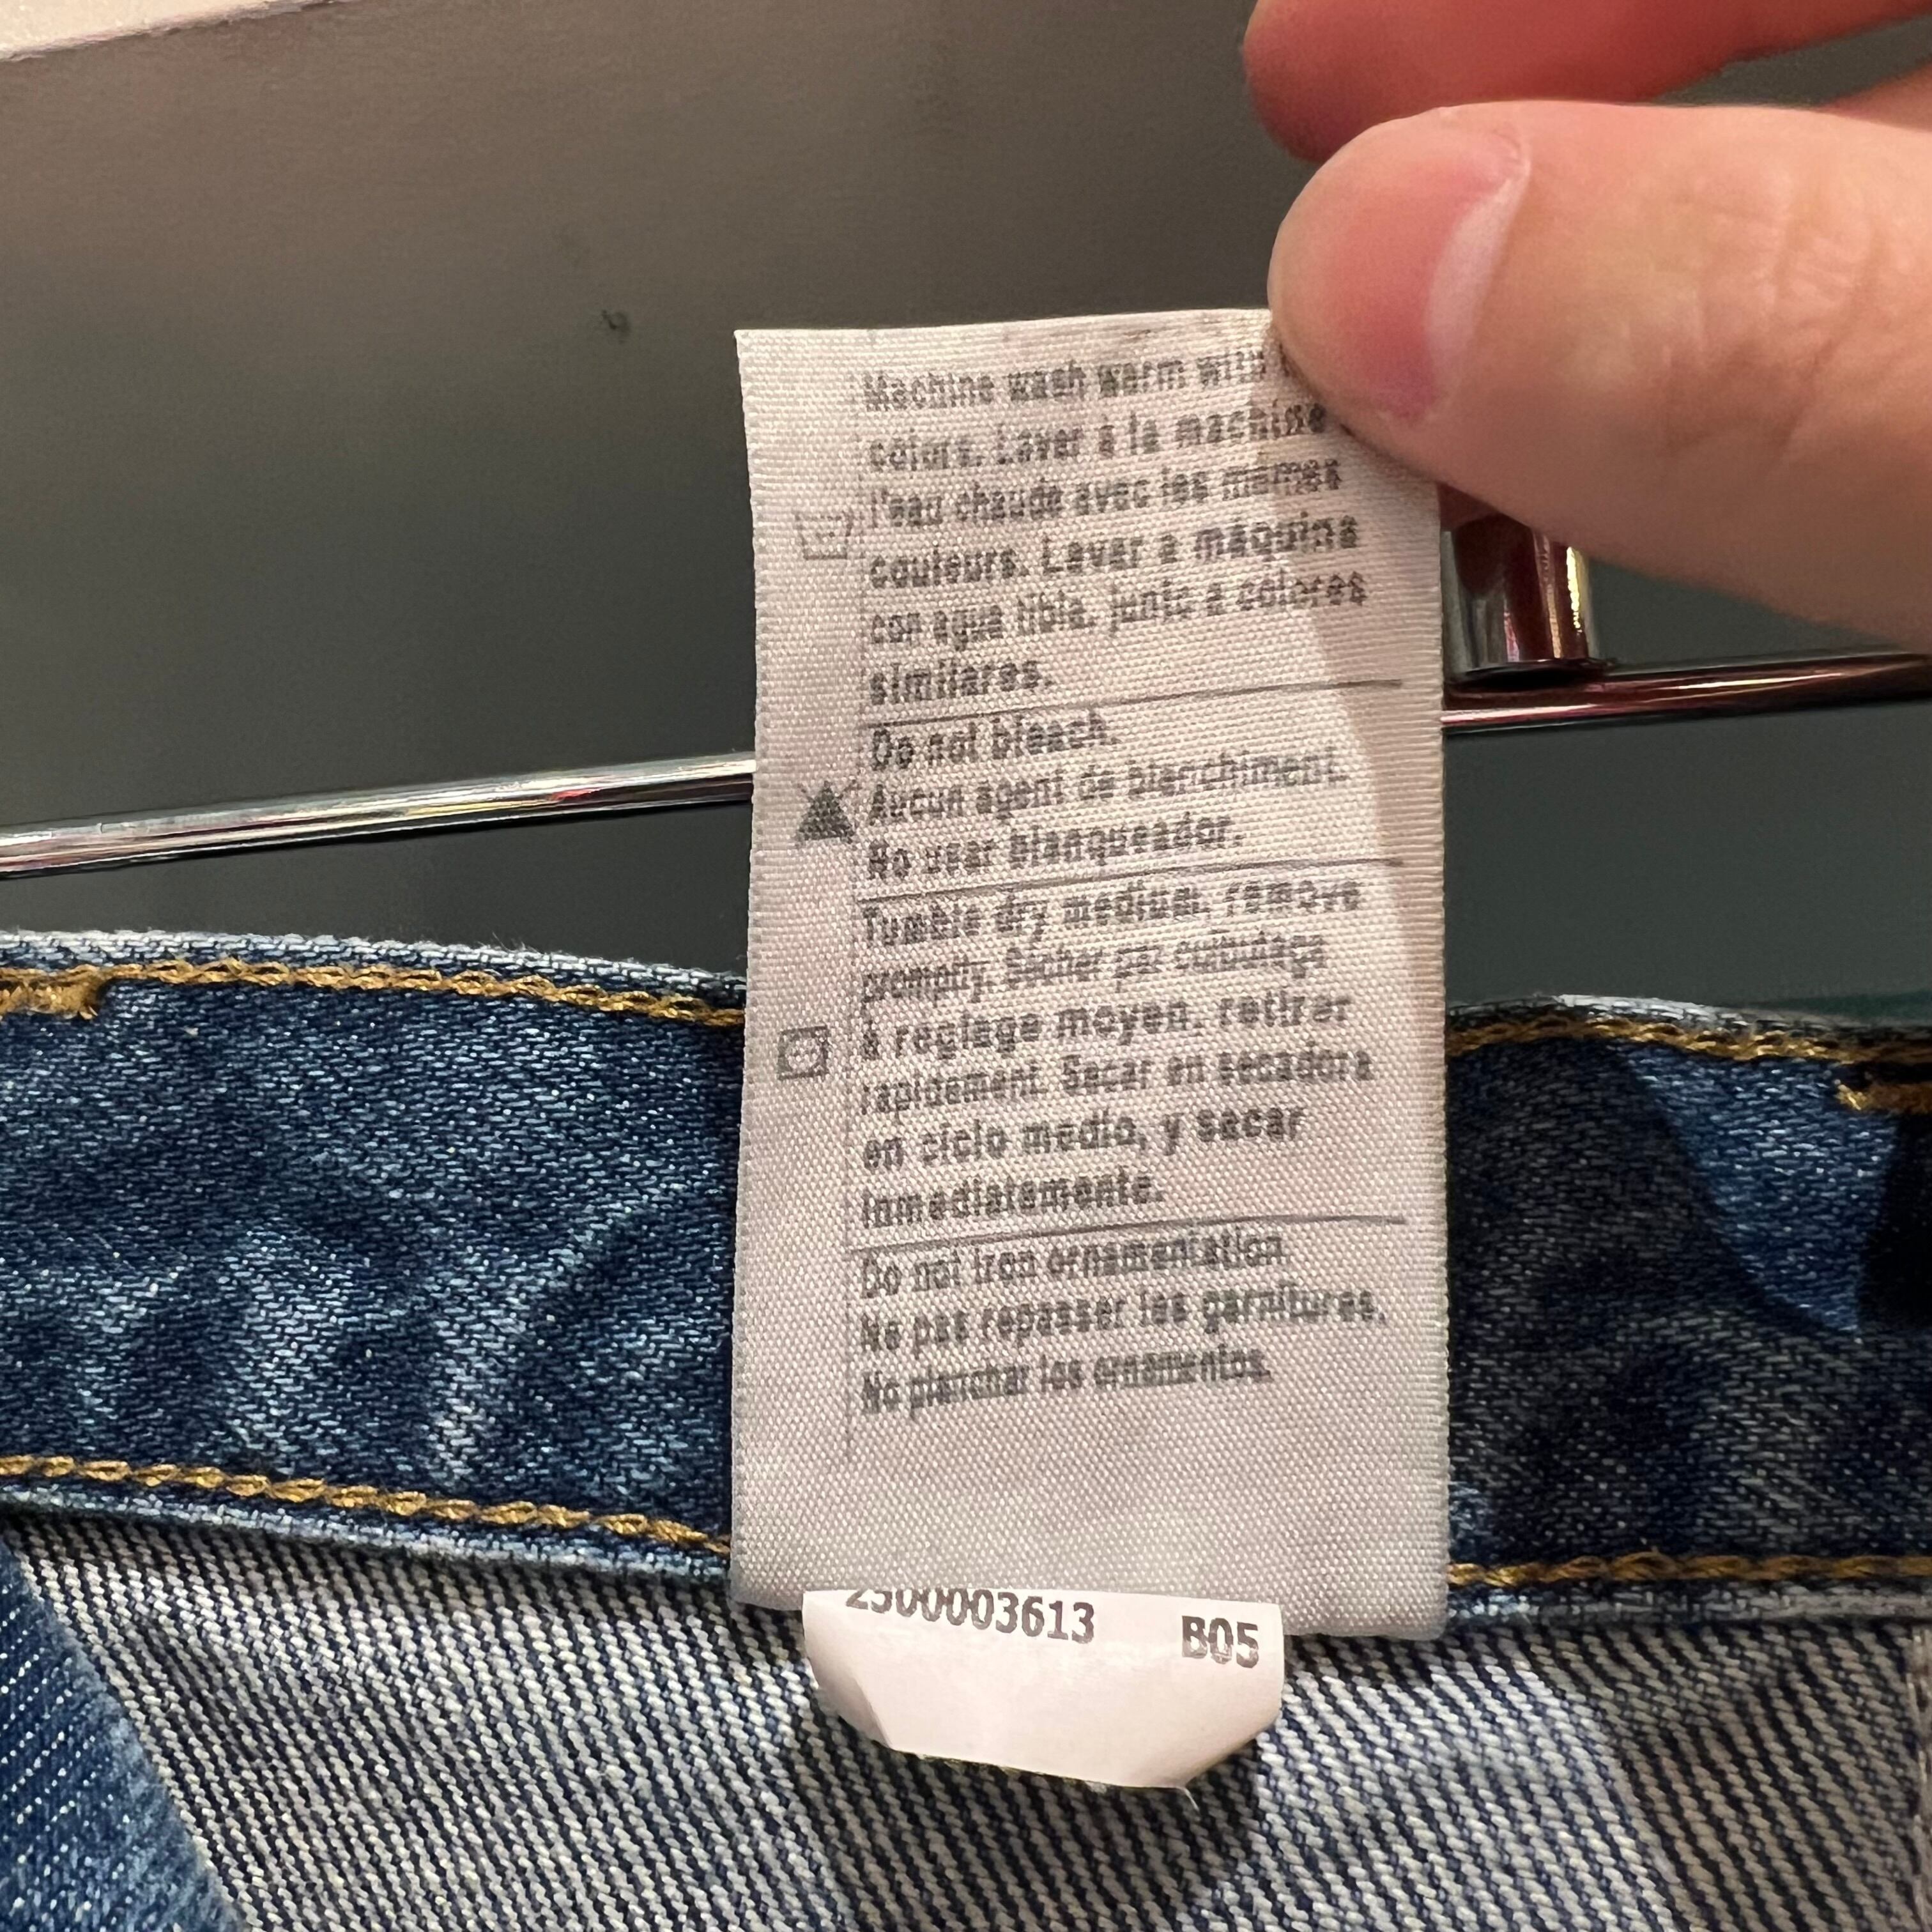 Machine wash warm with
colors. Laver à la machine
l'eau chaude avec les mêmes
couleurs. Lavar a máquina
con agua tibia, junto a colores
similares.
Do not bleach.
Aucun agent de blanchiment.
No usar blanqueador.
Tumble dry medium, remove
promptly. Sécher par culbutage
à réglage moyen, retirer
rapidement. Secar en secadora
en ciclo medio, y sacar
inmediatamente.
Do not iron ornamentation.
Ne pas repasser les garnitures.
No planchar los ornamentos.
2500003613 B05